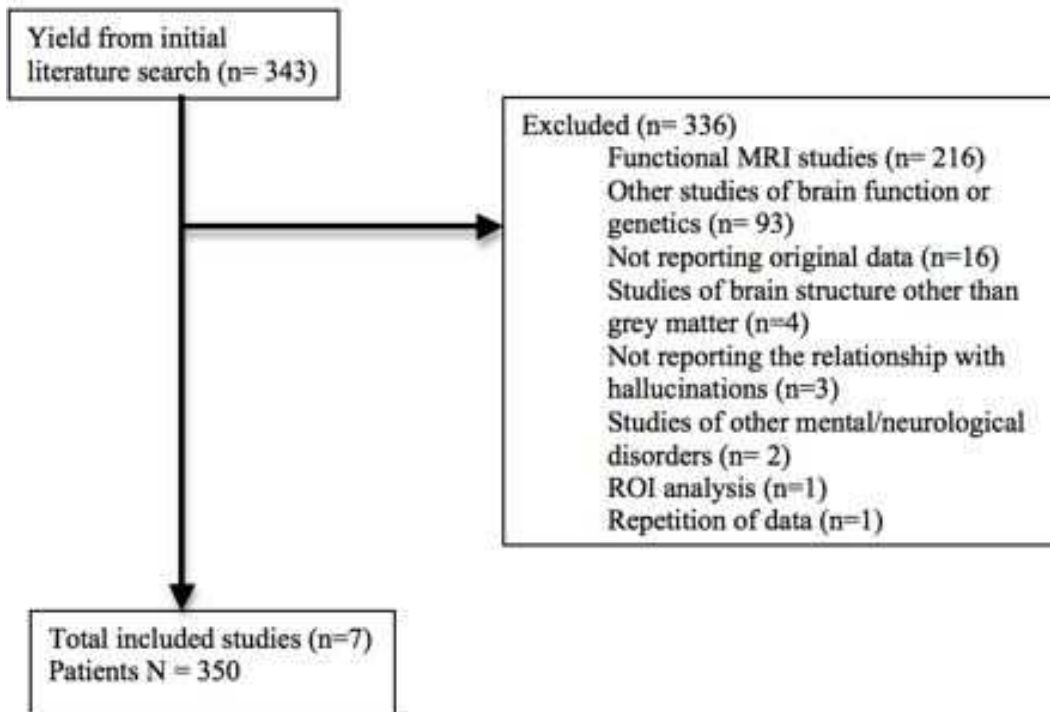 Yield from initial
literature search (n= 343)
Excluded (n= 336)
Functional MRI studies (n= 216)
Other studies of brain function or
genetics (n= 93)
Not reporting original data (n=16)
Studies of brain structure other than
grey matter (n=4)
Not reporting the relationship with
hallucinations (n=3)
Studies of other mental/neurological
disorders (n= 2)
ROI analysis (n=1)
Repetition of data (n=1)
Total included studies (n=7)
Patients N = 350